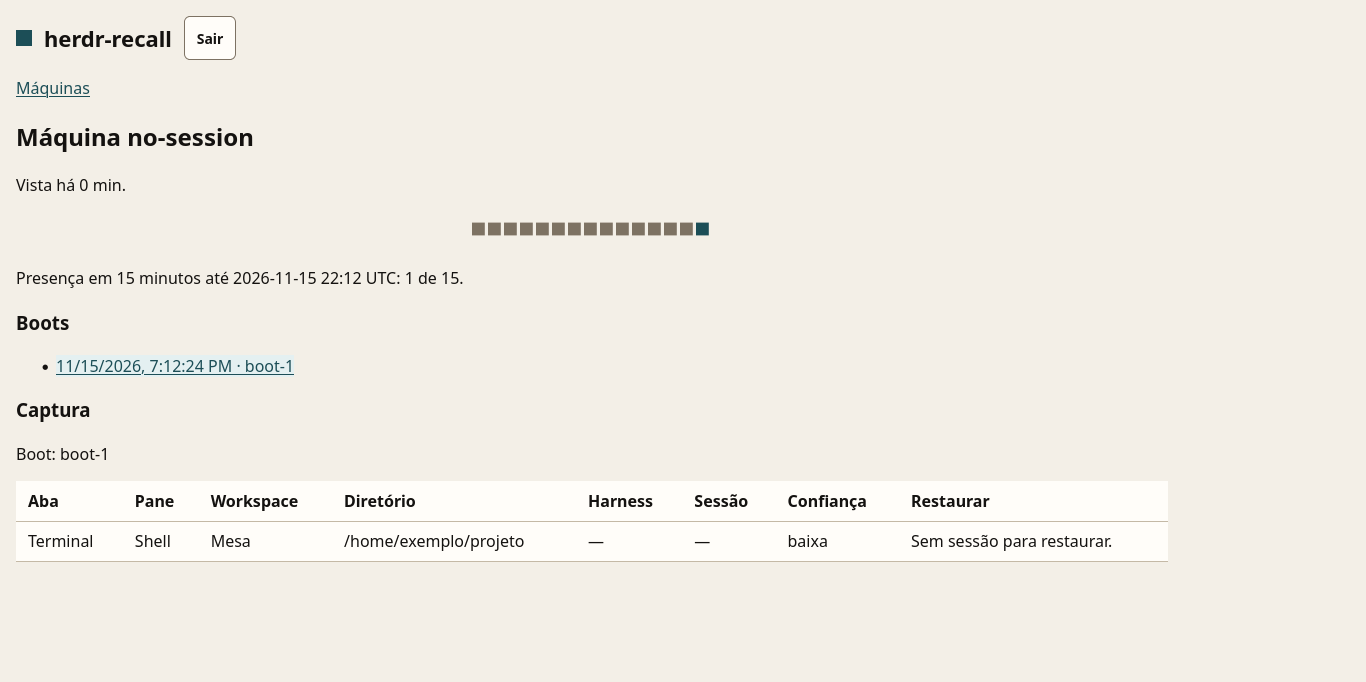 herdr-recall Sair
Máquinas
Máquina no-session
Vista há 0 min.
Presença em 15 minutos até 2026-11-15 22:12 UTC: 1 de 15.
Boots
11/15/2026, 7:12:24 PM · boot-1
Captura
Boot: boot-1
Aba Pane Workspace Diretório Harness Sessão Confiança Restaurar
Terminal Shell Mesa /home/exemplo/projeto — — baixa Sem sessão para restaurar.